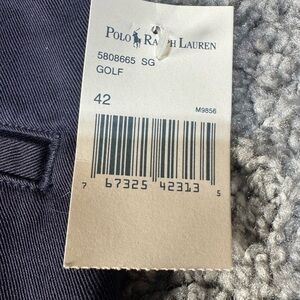 POLO RALPH LAUREN
5808665 SG
GOLF
42
M9856
7 67325 42313 5